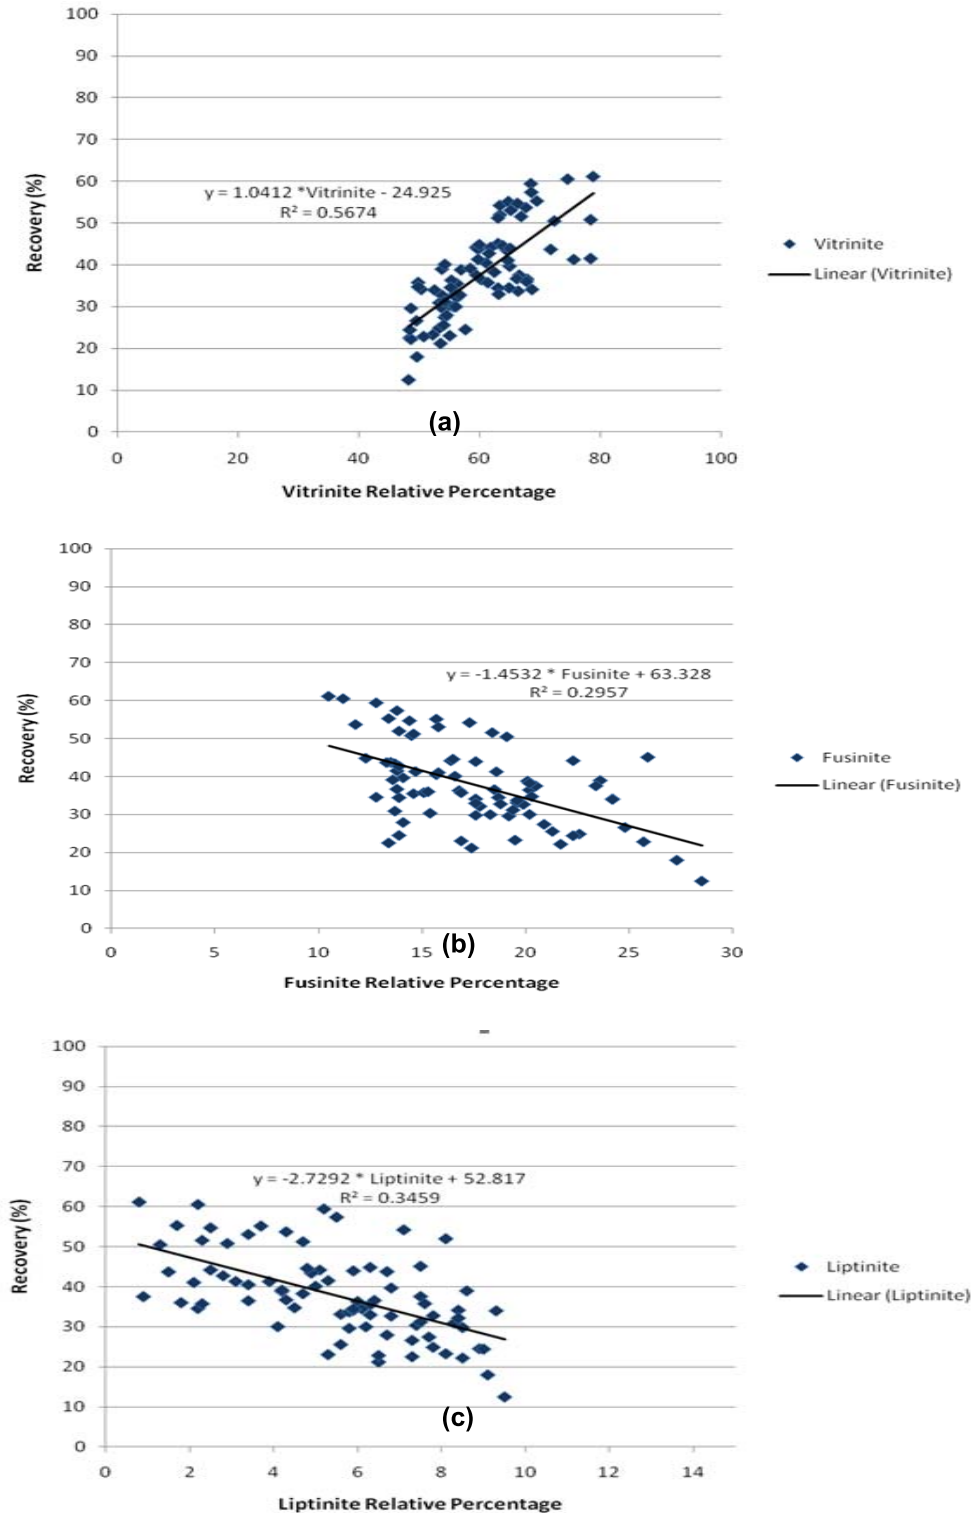 100
90
80
70
60
50
40
30
20
10
0
Recovery (%)
y = 1.0412 *Vitrinite - 24.925
R² = 0.5674
Vitrinite
Linear (Vitrinite)
(a)
0 20 40 60 80 100
Vitrinite Relative Percentage
100
90
80
70
60
50
40
30
20
10
0
Recovery (%)
y = -1.4532 * Fusinite + 63.328
R² = 0.2957
Fusinite
Linear (Fusinite)
(b)
0 5 10 15 20 25 30
Fusinite Relative Percentage
100
90
80
70
60
50
40
30
20
10
0
Recovery (%)
y = -2.7292 * Liptinite + 52.817
R² = 0.3459
Liptinite
Linear (Liptinite)
(c)
0 2 4 6 8 10 12 14
Liptinite Relative Percentage